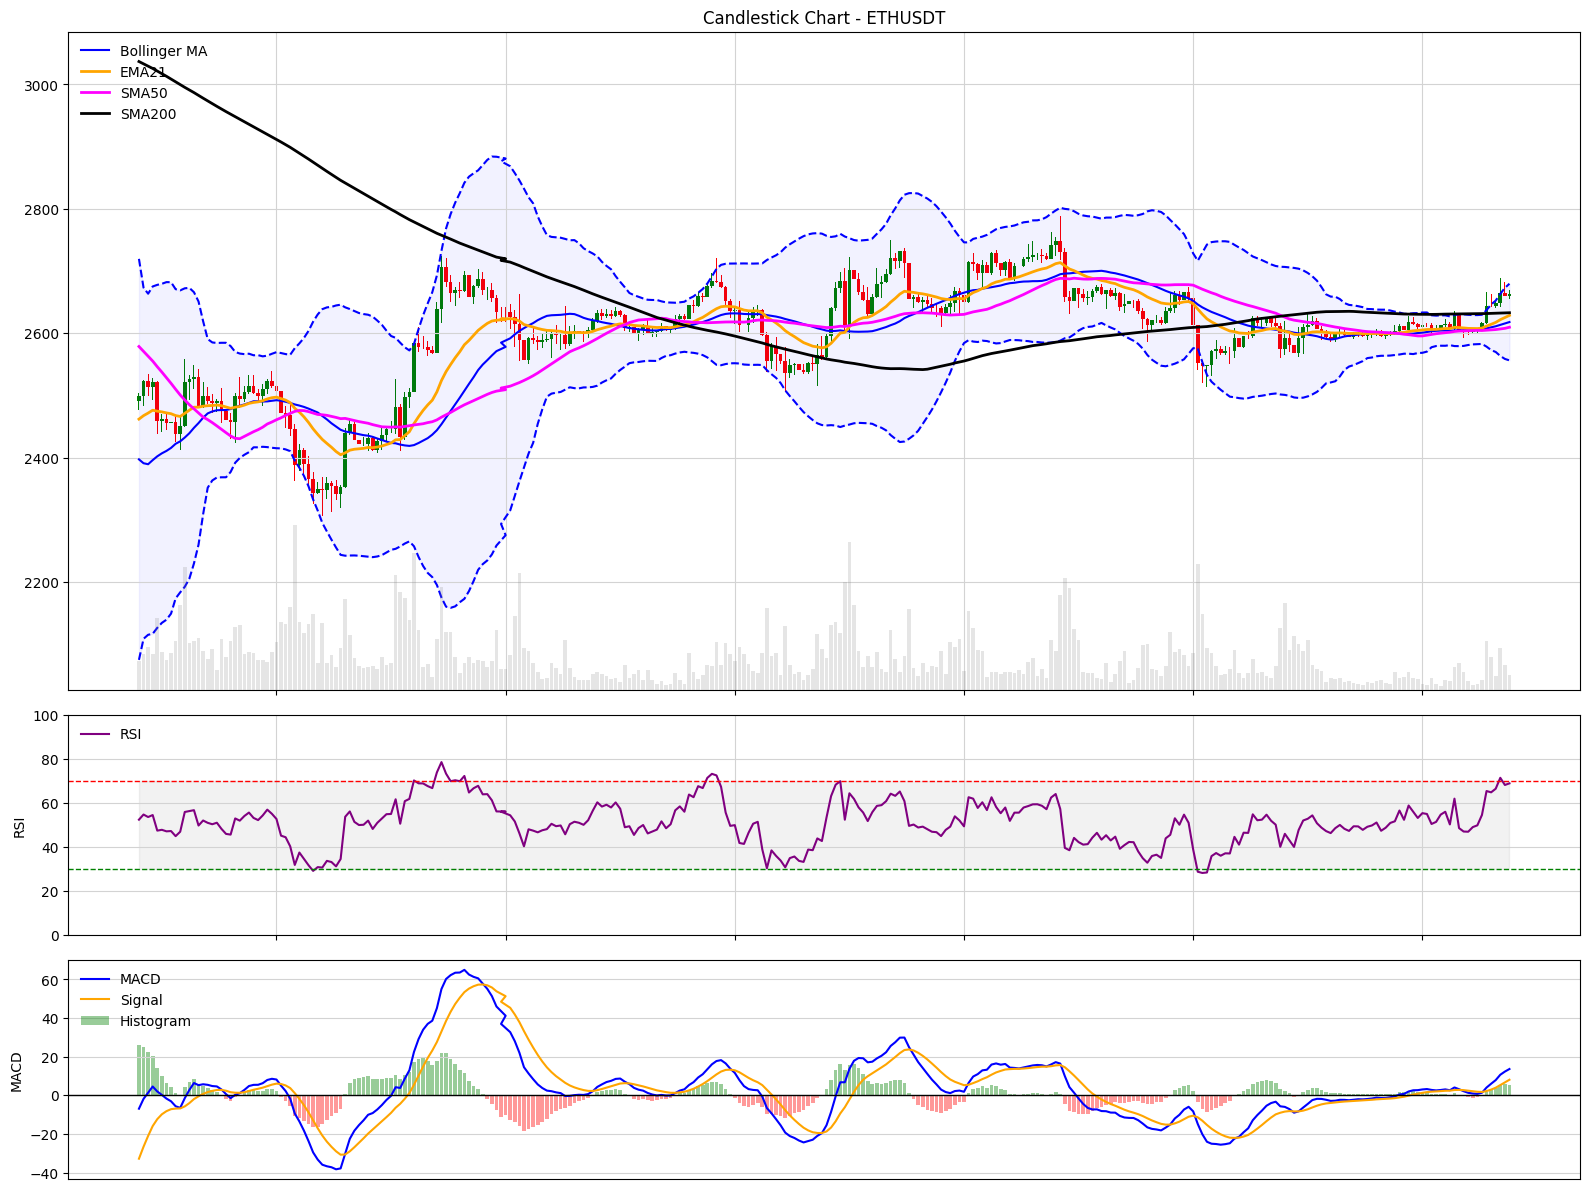 Candlestick Chart - ETHUSDT
Bollinger MA
EMA21
SMA50
SMA200
3000
2800
2600
2400
2200
RSI
100
80
60
40
20
0
RSI
MACD
Signal
Histogram
60
40
20
0
−20
−40
MACD